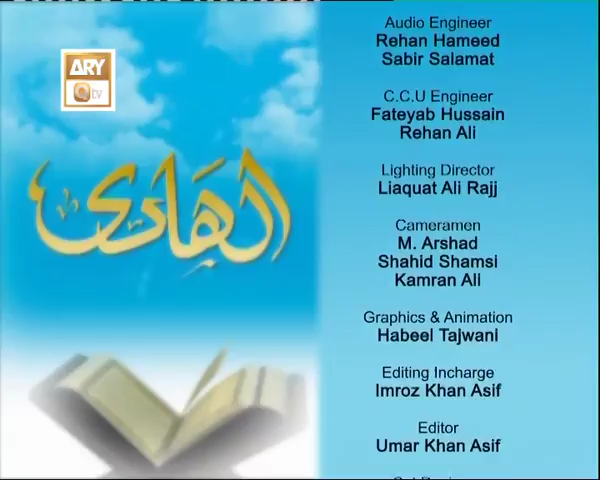 ARY
Qtv
الهادی
Audio Engineer
Rehan Hameed
Sabir Salamat
C.C.U Engineer
Fateyab Hussain
Rehan Ali
Lighting Director
Liaquat Ali Rajj
Cameramen
M. Arshad
Shahid Shamsi
Kamran Ali
Graphics & Animation
Habeel Tajwani
Editing Incharge
Imroz Khan Asif
Editor
Umar Khan Asif